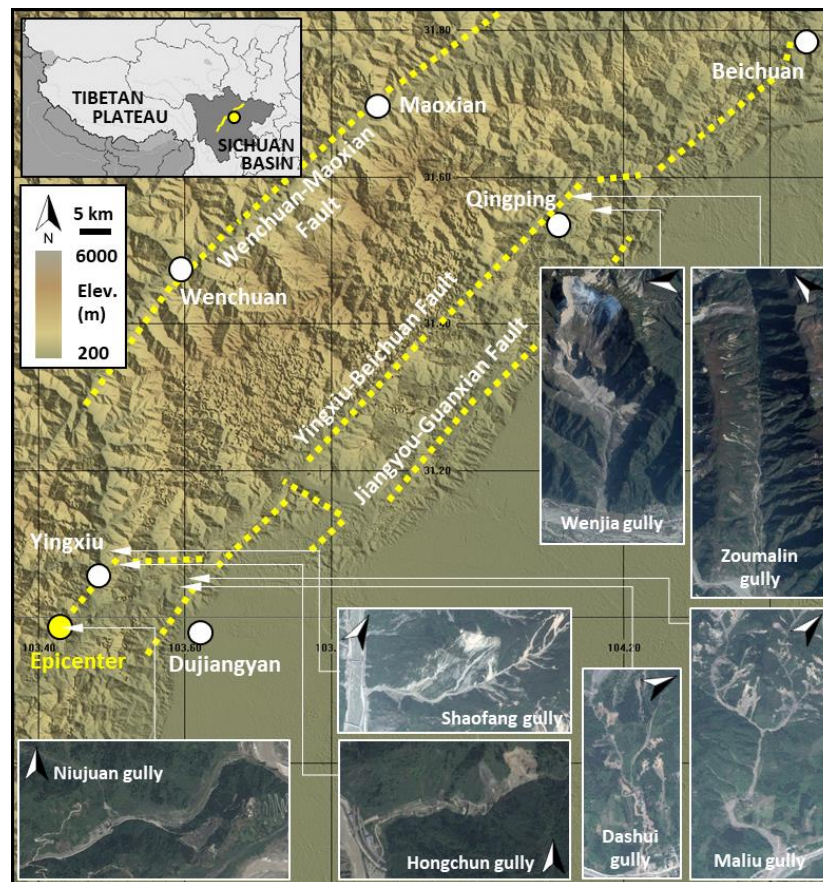 TIBETAN
PLATEAU
SICHUAN
BASIN
N
5 km
6000
Elev.
(m)
200
31.80
Beichuan
Maoxian
Wenchuan-Maoxian
Fault
31.60
Qingping
Wenchuan
Yingxiu-Beichuan Fault
Jiangyou-Guanxian Fault
31.20
Wenjia gully
Zoumalin
gully
Yingxiu
103.40
Epicenter
103.60
Dujiangyan
104.20
Shaofang gully
Niujuan gully
Hongchun gully
Dashui
gully
Maliu gully